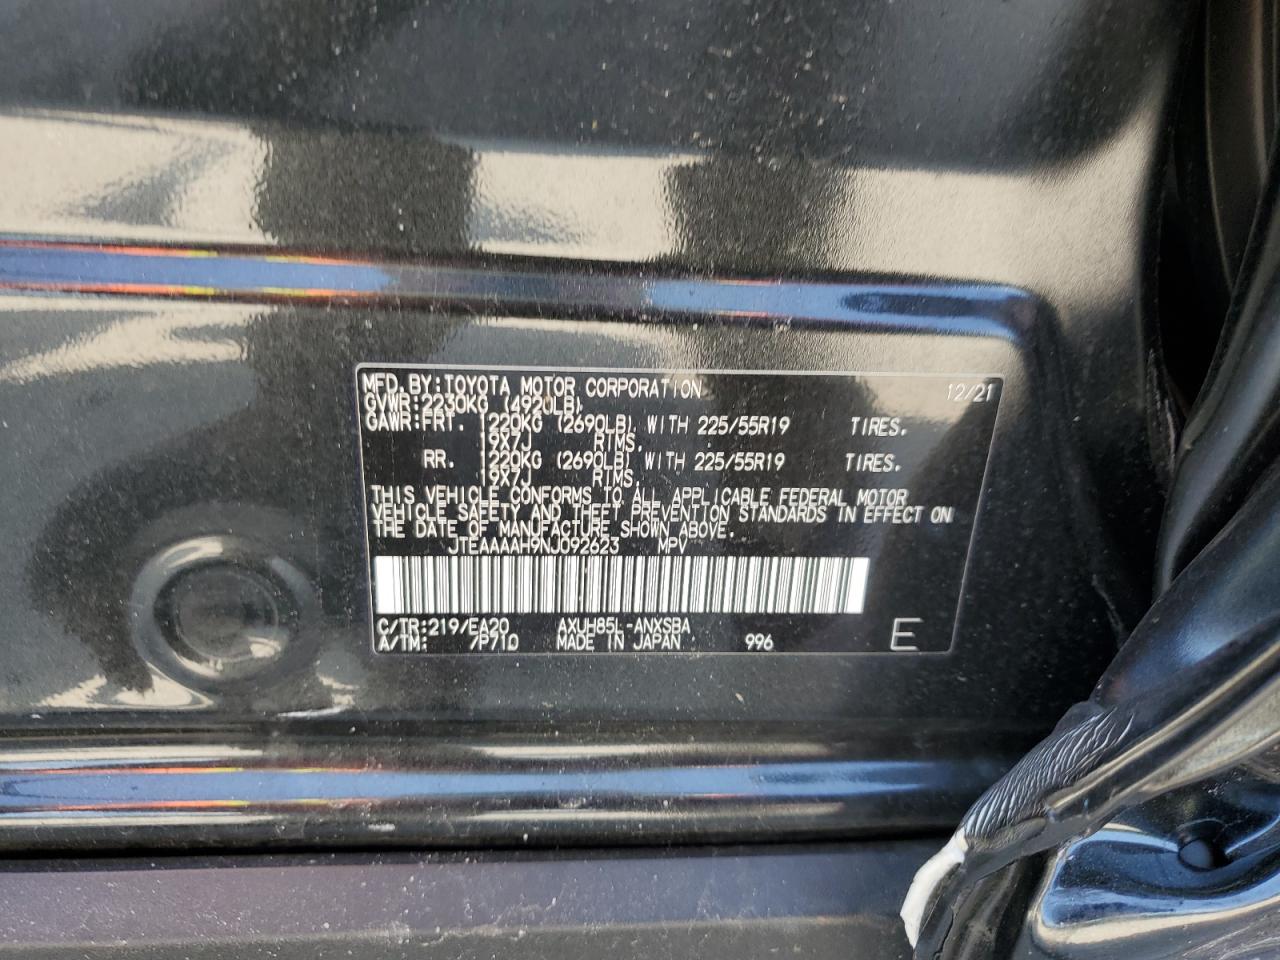 MFD. BY: TOYOTA MOTOR CORPORATION 12/21
GVWR: 2230KG (4920LB)
GAWR: FRT. 1220KG (2690LB) WITH 225/55R19 TIRES.
19X7J RIMS.
RR. 1220KG (2690LB) WITH 225/55R19 TIRES.
19X7J RIMS.
THIS VEHICLE CONFORMS TO ALL APPLICABLE FEDERAL MOTOR
VEHICLE SAFETY AND THEFT PREVENTION STANDARDS IN EFFECT ON
THE DATE OF MANUFACTURE SHOWN ABOVE.
JTEAAAAH9NJ092623 MPV
C/TR: 219/EA20 AXUH85L-ANXSBA
A/TM: /P710 MADE IN JAPAN 996 E